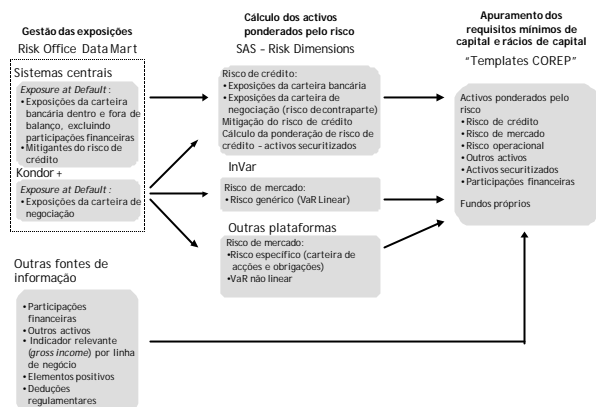 Gestão das exposições
Risk Office Data Mart
Sistemas centrais
Exposure at Default :
•Exposições da carteira
bancária dentro e fora de
balanço, excluindo
participações financeiras
•Mitigantes do risco de
crédito
Kondor +
Exposure at Default :
•Exposições da carteira de
negociação
Outras fontes de
informação
•Participações
financeiras
•Outros activos
• Indicador relevante
(gross income) por linha
de negócio
•Elementos positivos
•Deduções
regulamentares
Cálculo dos activos
ponderados pelo risco
SAS – Risk Dimensions
Risco de crédito:
•Exposições da carteira bancária
•Exposições da carteira de
negociação (risco de contraparte)
Mitigação do risco de crédito
Cálculo da ponderação de risco de
crédito – activos securitizados
InVar
Risco de mercado:
•Risco genérico (VaR Linear)
Outras plataformas
Risco de mercado:
•Risco específico (carteira de
acções e obrigações)
•VaR não linear
Apuramento dos
requisitos mínimos de
capital e rácios de capital
"Templates COREP"
Activos ponderados pelo
risco
•Risco de crédito
•Risco de mercado
•Risco operacional
•Outros activos
•Activos securitizados
•Participações financeiras
Fundos próprios